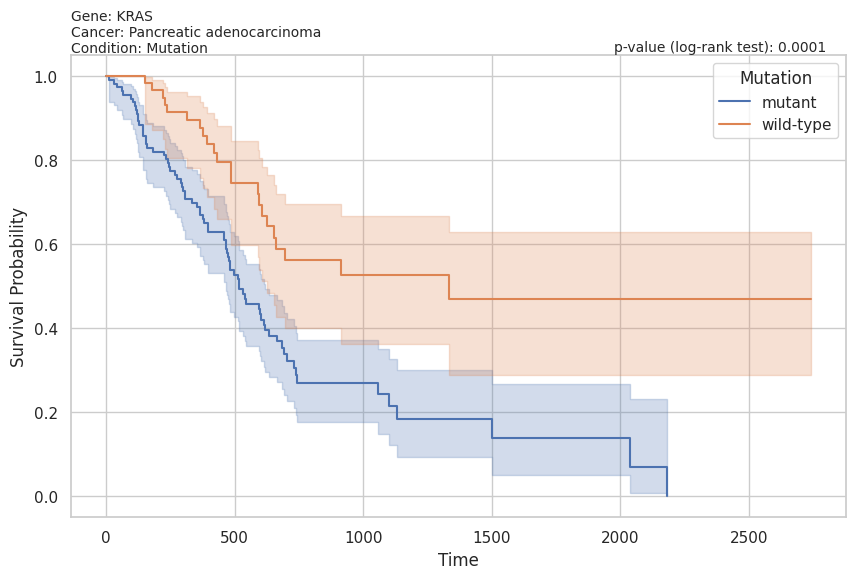 Gene: KRAS
Cancer: Pancreatic adenocarcinoma
Condition: Mutation
p-value (log-rank test): 0.0001
Mutation
mutant
wild-type
1.0
0.8
0.6
0.4
0.2
0.0
Survival Probability
0
500
1000
1500
2000
2500
Time